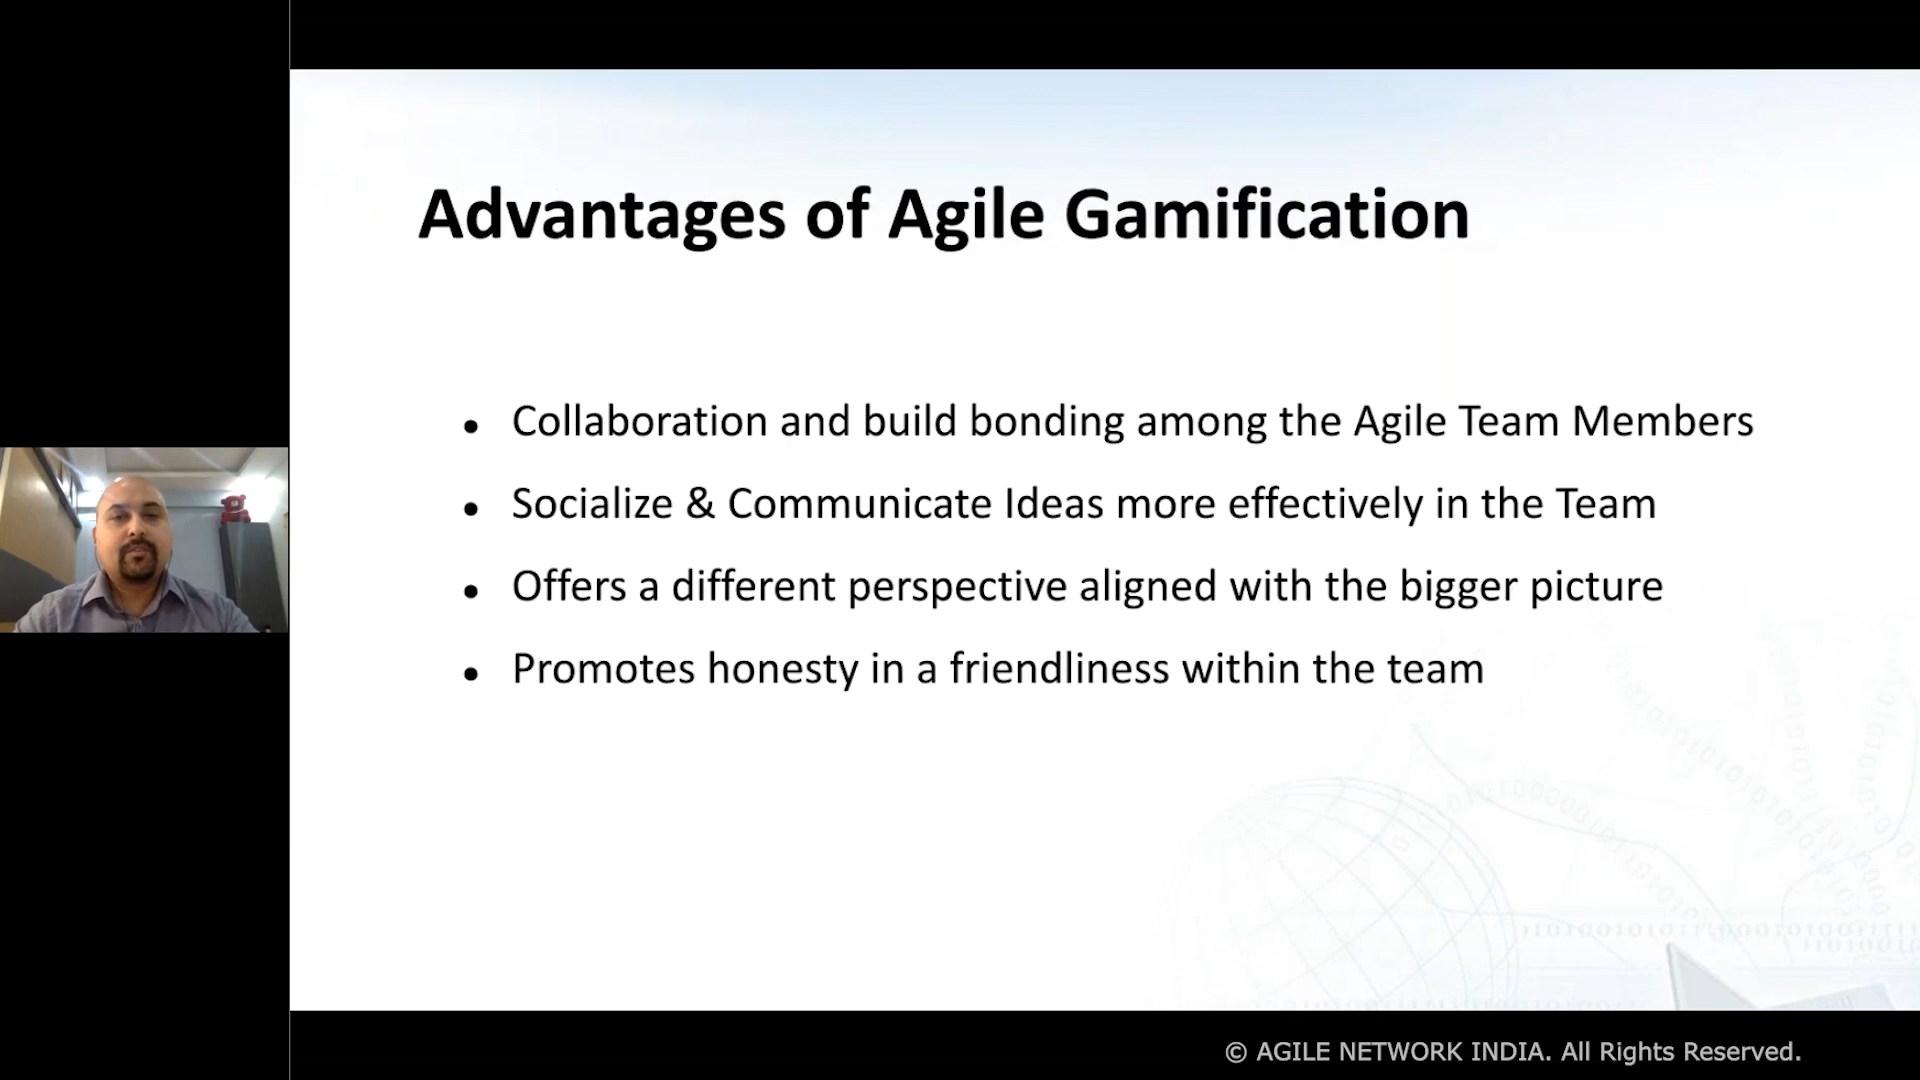 Advantages of Agile Gamification
• Collaboration and build bonding among the Agile Team Members
• Socialize & Communicate Ideas more effectively in the Team
• Offers a different perspective aligned with the bigger picture
• Promotes honesty in a friendliness within the team
© AGILE NETWORK INDIA. All Rights Reserved.